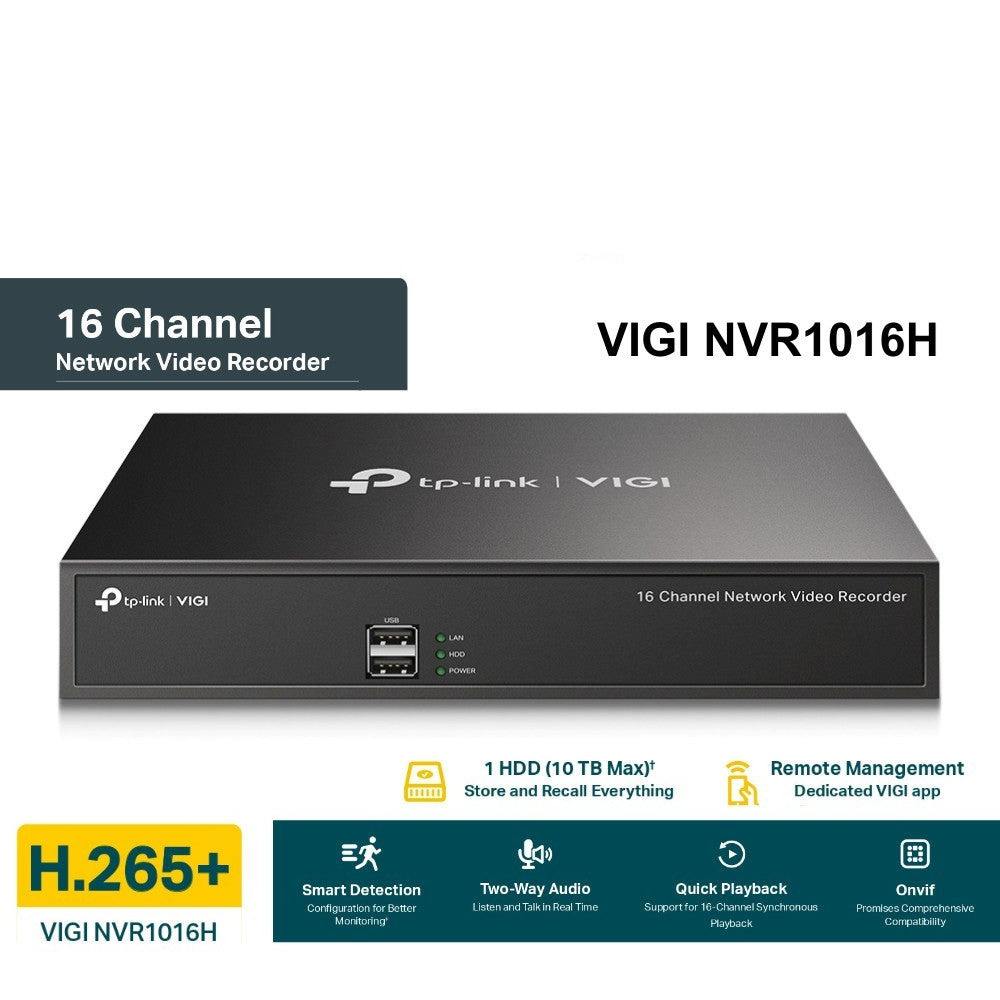 16 Channel
Network Video Recorder
VIGI NVR1016H
tp-link | VIGI
tp-link | VIGI
16 Channel Network Video Recorder
USB
LAN
HDD
POWER
1 HDD (10 TB Max)†
Store and Recall Everything
Remote Management
Dedicated VIGI app
H.265+
VIGI NVR1016H
Smart Detection
Configuration for Better
Monitoring†
Two-Way Audio
Listen and Talk in Real Time
Quick Playback
Support for 16-Channel Synchronous
Playback
Onvif
Promises Comprehensive
Compatibility